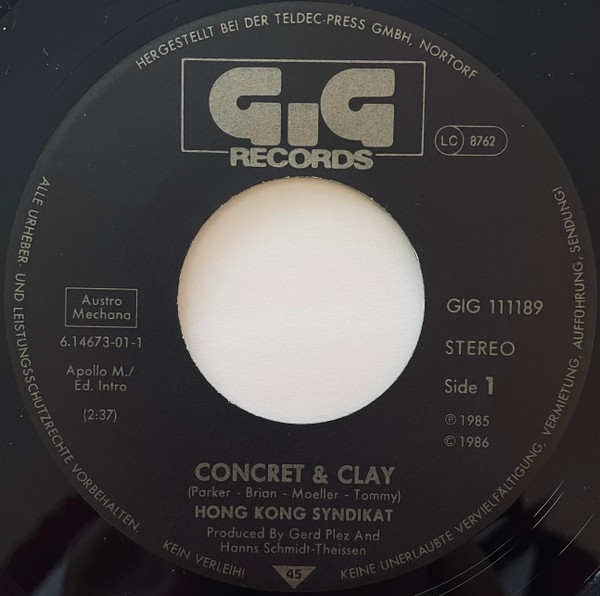 HERGESTELLT BEI DER TELDEC-PRESS GMBH, NORTORF
GiG
RECORDS
LC 8762
ALLE URHEBER- UND LEISTUNGSSCHUTZRECHTE VORBEHALTEN.
KEIN VERLEIH! KEINE UNERLAUBTE VERVIELFÄLTIGUNG, VERMIETUNG, AUFFÜHRUNG, SENDUNG!
Austro
Mechana
6.14673-01-1
Apollo M./
Ed. Intro
(2:37)
GIG 111189
STEREO
Side 1
Ⓟ 1985
© 1986
CONCRET & CLAY
(Parker - Brian - Moeller - Tommy)
HONG KONG SYNDIKAT
Produced By Gerd Plez And
Hanns Schmidt-Theissen
45